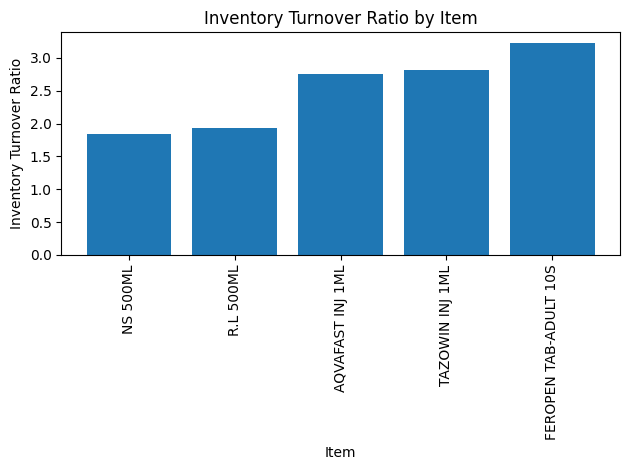 Inventory Turnover Ratio by Item
Inventory Turnover Ratio
3.0
2.5
2.0
1.5
1.0
0.5
0.0
NS 500ML
R.L 500ML
AQVAFAST INJ 1ML
TAZOWIN INJ 1ML
FEROPEN TAB-ADULT 10S
Item